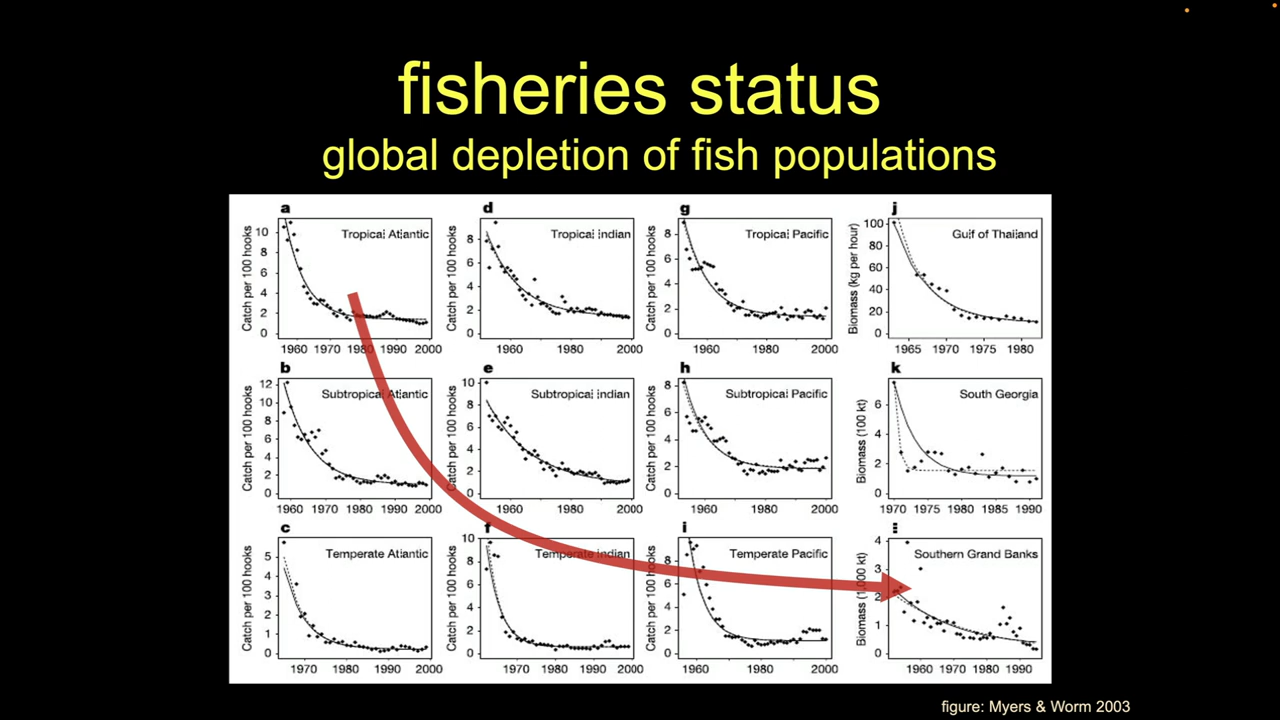 fisheries status
global depletion of fish populations
a
Tropical Atlantic
Catch per 100 hooks
10
8
6
4
2
0
1960 1970 1980 1990 2000
d
Tropical Indian
Catch per 100 hooks
8
6
4
2
0
1960 1980 2000
g
Tropical Pacific
Catch per 100 hooks
8
6
4
2
0
1960 1980 2000
j
Gulf of Thailand
Biomass (kg per hour)
100
80
60
40
20
0
1965 1970 1975 1980
b
Subtropical Atlantic
Catch per 100 hooks
12
10
8
6
4
2
0
1960 1970 1980 1990 2000
e
Subtropical Indian
Catch per 100 hooks
10
8
6
4
2
0
1960 1980 2000
h
Subtropical Pacific
Catch per 100 hooks
8
6
4
2
0
1960 1980 2000
k
South Georgia
Biomass (100 kt)
6
4
2
0
1970 1975 1980 1985 1990
c
Temperate Atlantic
Catch per 100 hooks
5
4
3
2
1
0
1970 1980 1990 2000
f
Temperate Indian
Catch per 100 hooks
10
8
6
4
2
0
1970 1980 1990 2000
i
Temperate Pacific
Catch per 100 hooks
8
6
4
2
0
1960 1980 2000
Southern Grand Banks
Biomass (1,000 kt)
4
3
2
1
0
1960 1970 1980 1990
figure: Myers & Worm 2003